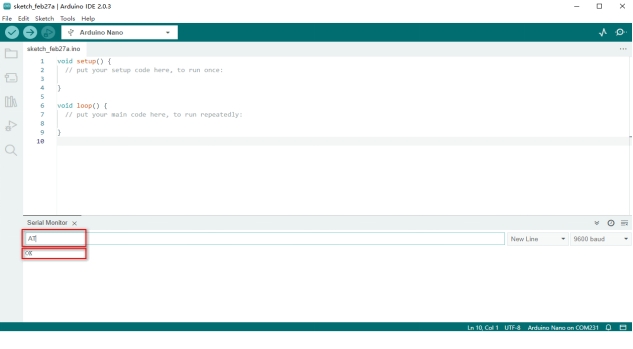 sketch_feb27a | Arduino IDE 2.0.3
File Edit Sketch Tools Help
Arduino Nano
sketch_feb27a.ino
...
1 void setup() {
2 // put your setup code here, to run once:
3
4 }
5
6 void loop() {
7 // put your main code here, to run repeatedly:
8
9 }
10
Serial Monitor ×
AT
New Line 9600 baud
OK
Ln 10, Col 1 UTF-8 Arduino Nano on COM231